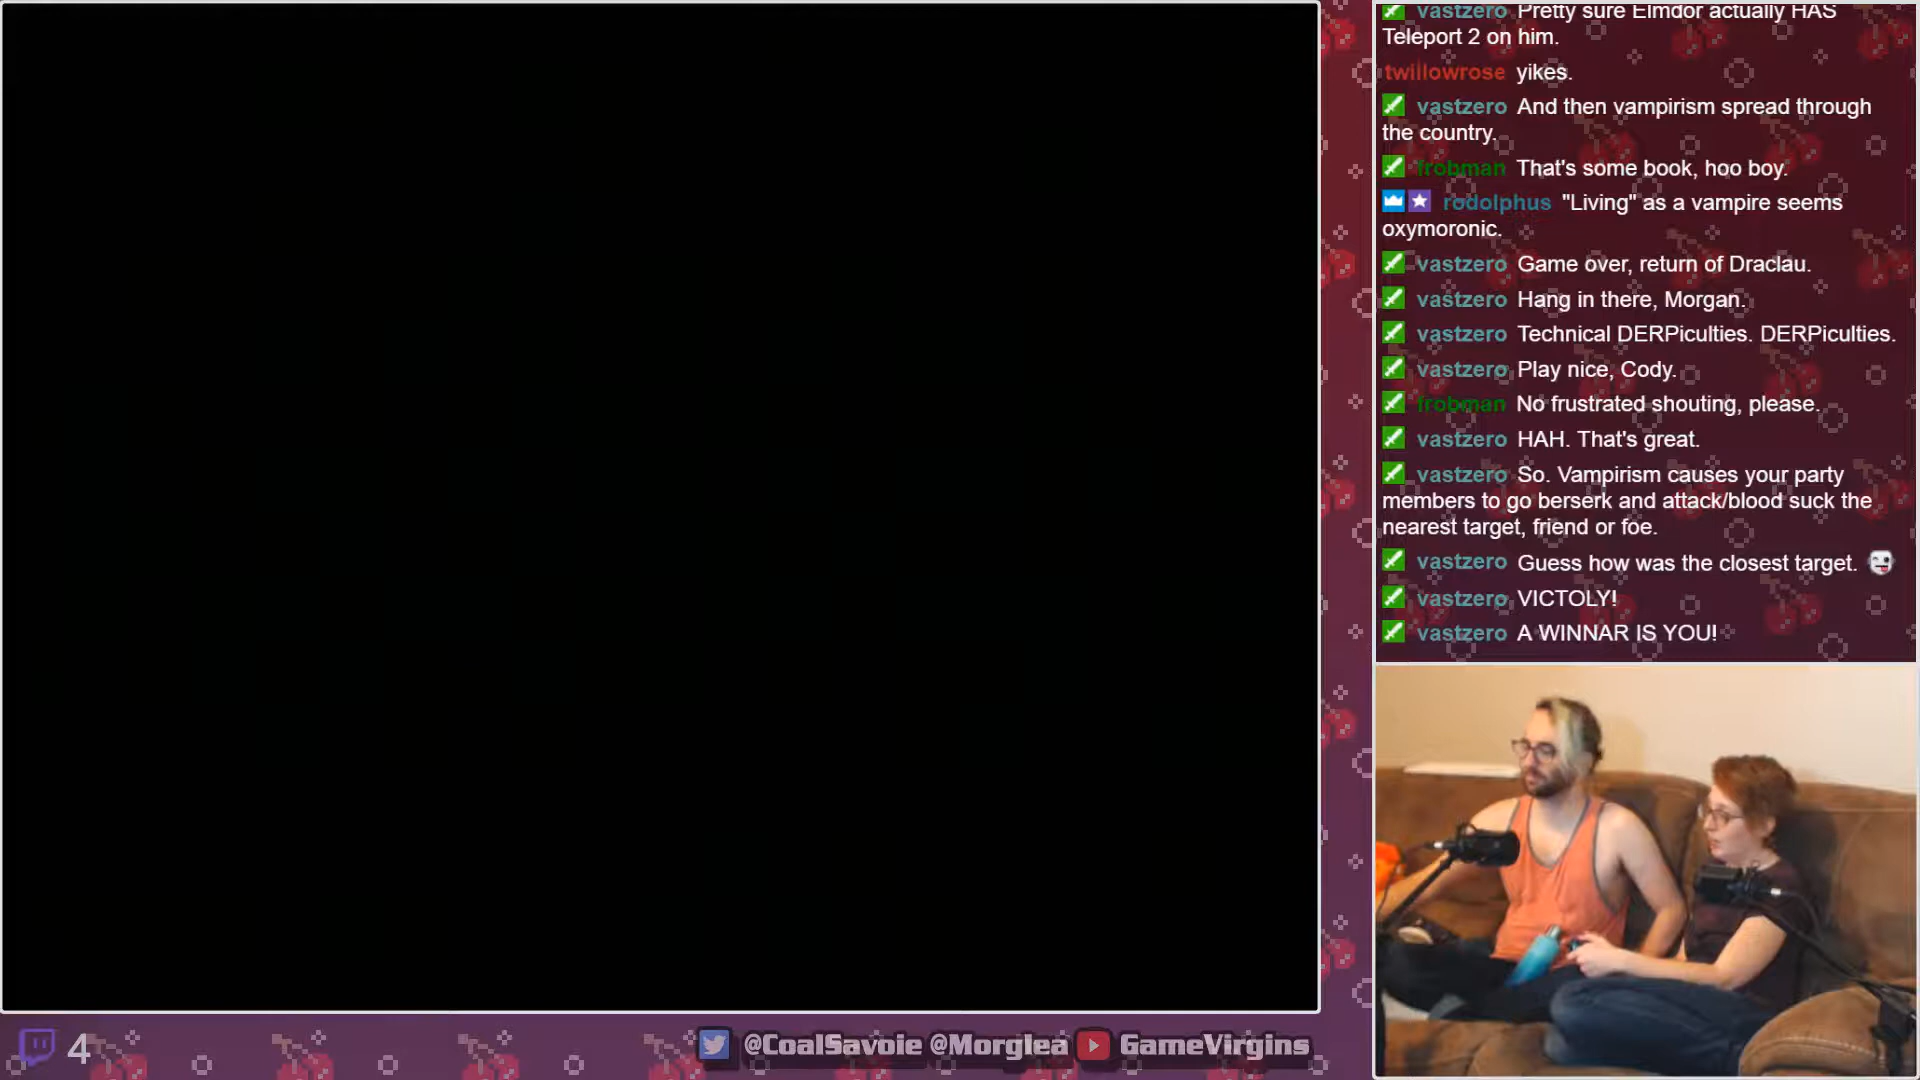 vastzero Pretty sure Elmdor actually HAS
Teleport 2 on him.
twillowrose yikes.
vastzero And then vampirism spread through
the country.
frobman That's some book, hoo boy.
rodolphus "Living" as a vampire seems
oxymoronic.
vastzero Game over, return of Draclau.
vastzero Hang in there, Morgan.
vastzero Technical DERPiculties. DERPiculties.
vastzero Play nice, Cody.
frobman No frustrated shouting, please.
vastzero HAH. That's great.
vastzero So. Vampirism causes your party
members to go berserk and attack/blood suck the
nearest target, friend or foe.
vastzero Guess how was the closest target.
vastzero VICTOLY!
vastzero A WINNAR IS YOU!
4
@CoalSavoie @Morglea GameVirgins